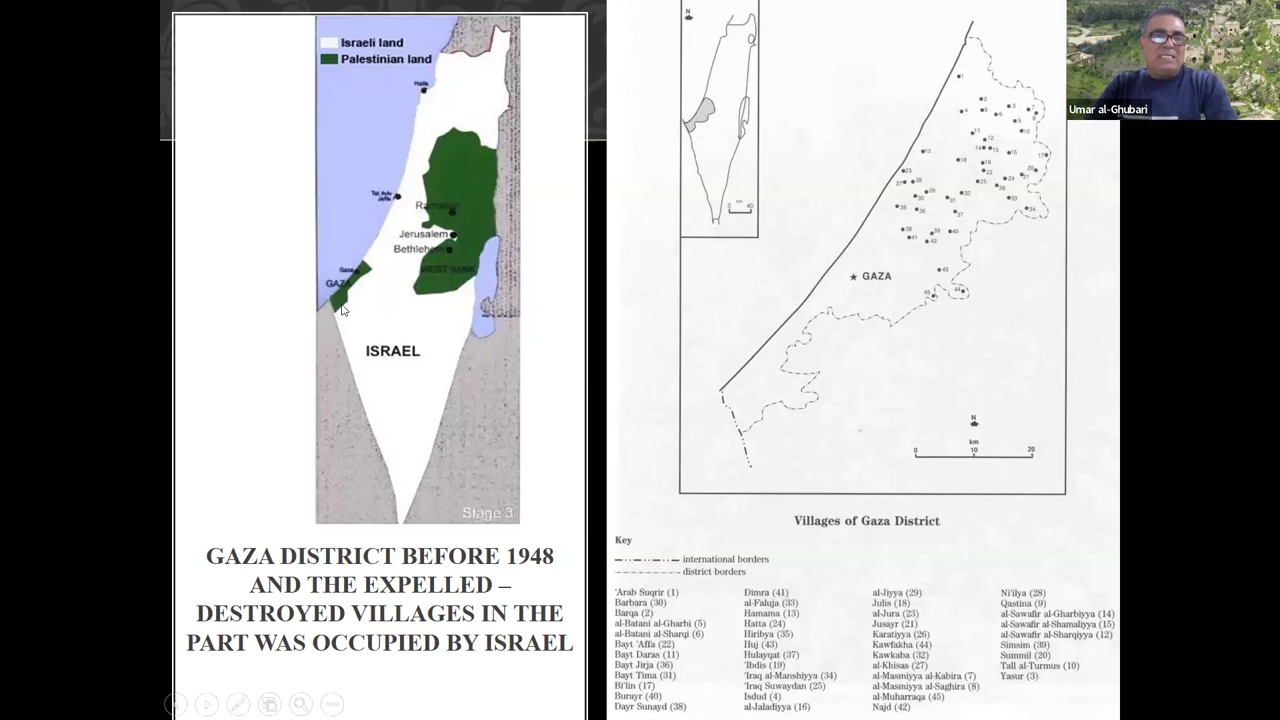 Israeli land
Palestinian land
Haifa
Tel Aviv
Jaffa
Ramallah
Jerusalem
Bethlehem
WEST BANK
Gaza
GAZA
ISRAEL
Stage 3
GAZA DISTRICT BEFORE 1948
AND THE EXPELLED –
DESTROYED VILLAGES IN THE
PART WAS OCCUPIED BY ISRAEL
N
km
0 40
GAZA
N
km
0 10 20
Villages of Gaza District
Key
international borders
district borders
'Arab Suqrir (1)
Barbara (30)
Barqa (2)
al-Batani al-Gharbi (5)
al-Batani al-Sharqi (6)
Bayt 'Affa (22)
Bayt Daras (11)
Bayt Jirja (36)
Bayt Tima (31)
Bi'lin (17)
Burayr (40)
Dayr Sunayd (38)
Dimra (41)
al-Faluja (33)
Hamama (13)
Hatta (24)
Hiribya (35)
Huj (43)
Hulayqat (37)
'Ibdis (19)
'Iraq al-Manshiyya (34)
'Iraq Suwaydan (25)
Isdud (4)
al-Jaladiyya (16)
al-Jiyya (29)
Julis (18)
al-Jura (23)
Jusayr (21)
Karatiyya (26)
Kawfakha (44)
Kawkaba (32)
al-Khisas (27)
al-Masmiyya al-Kabira (7)
al-Masmiyya al-Saghira (8)
al-Muharraqa (45)
Najd (42)
Ni'ilya (28)
Qastina (9)
al-Sawafir al-Gharbiyya (14)
al-Sawafir al-Shamaliyya (15)
al-Sawafir al-Sharqiyya (12)
Simsim (39)
Summil (20)
Tall al-Turmus (10)
Yasur (3)
Umar al-Ghubari